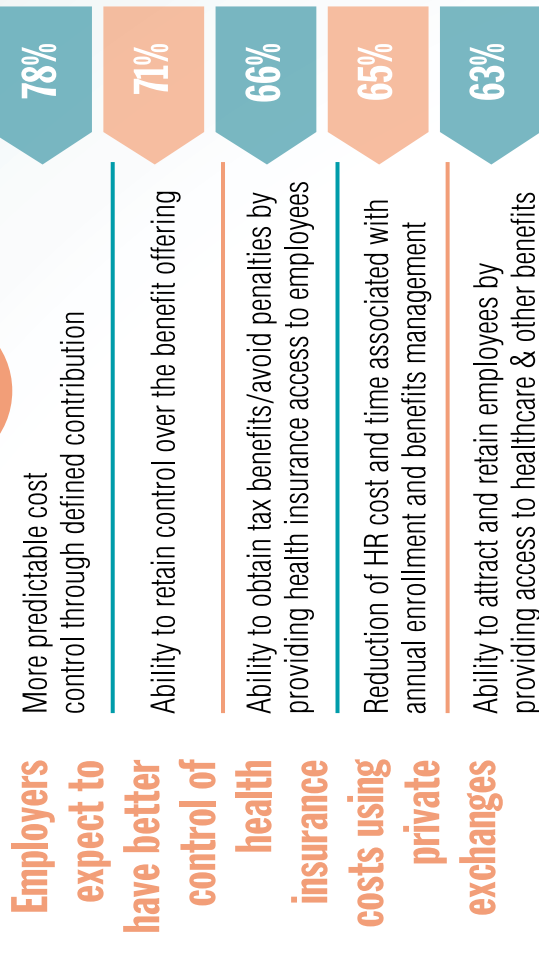 Employers
expect to
have better
control of
health
insurance
costs using
private
exchanges
More predictable cost
control through defined contribution
78%
Ability to retain control over the benefit offering
71%
Ability to obtain tax benefits/avoid penalties by
providing health insurance access to employees
66%
Reduction of HR cost and time associated with
annual enrollment and benefits management
65%
Ability to attract and retain employees by
providing access to healthcare & other benefits
63%